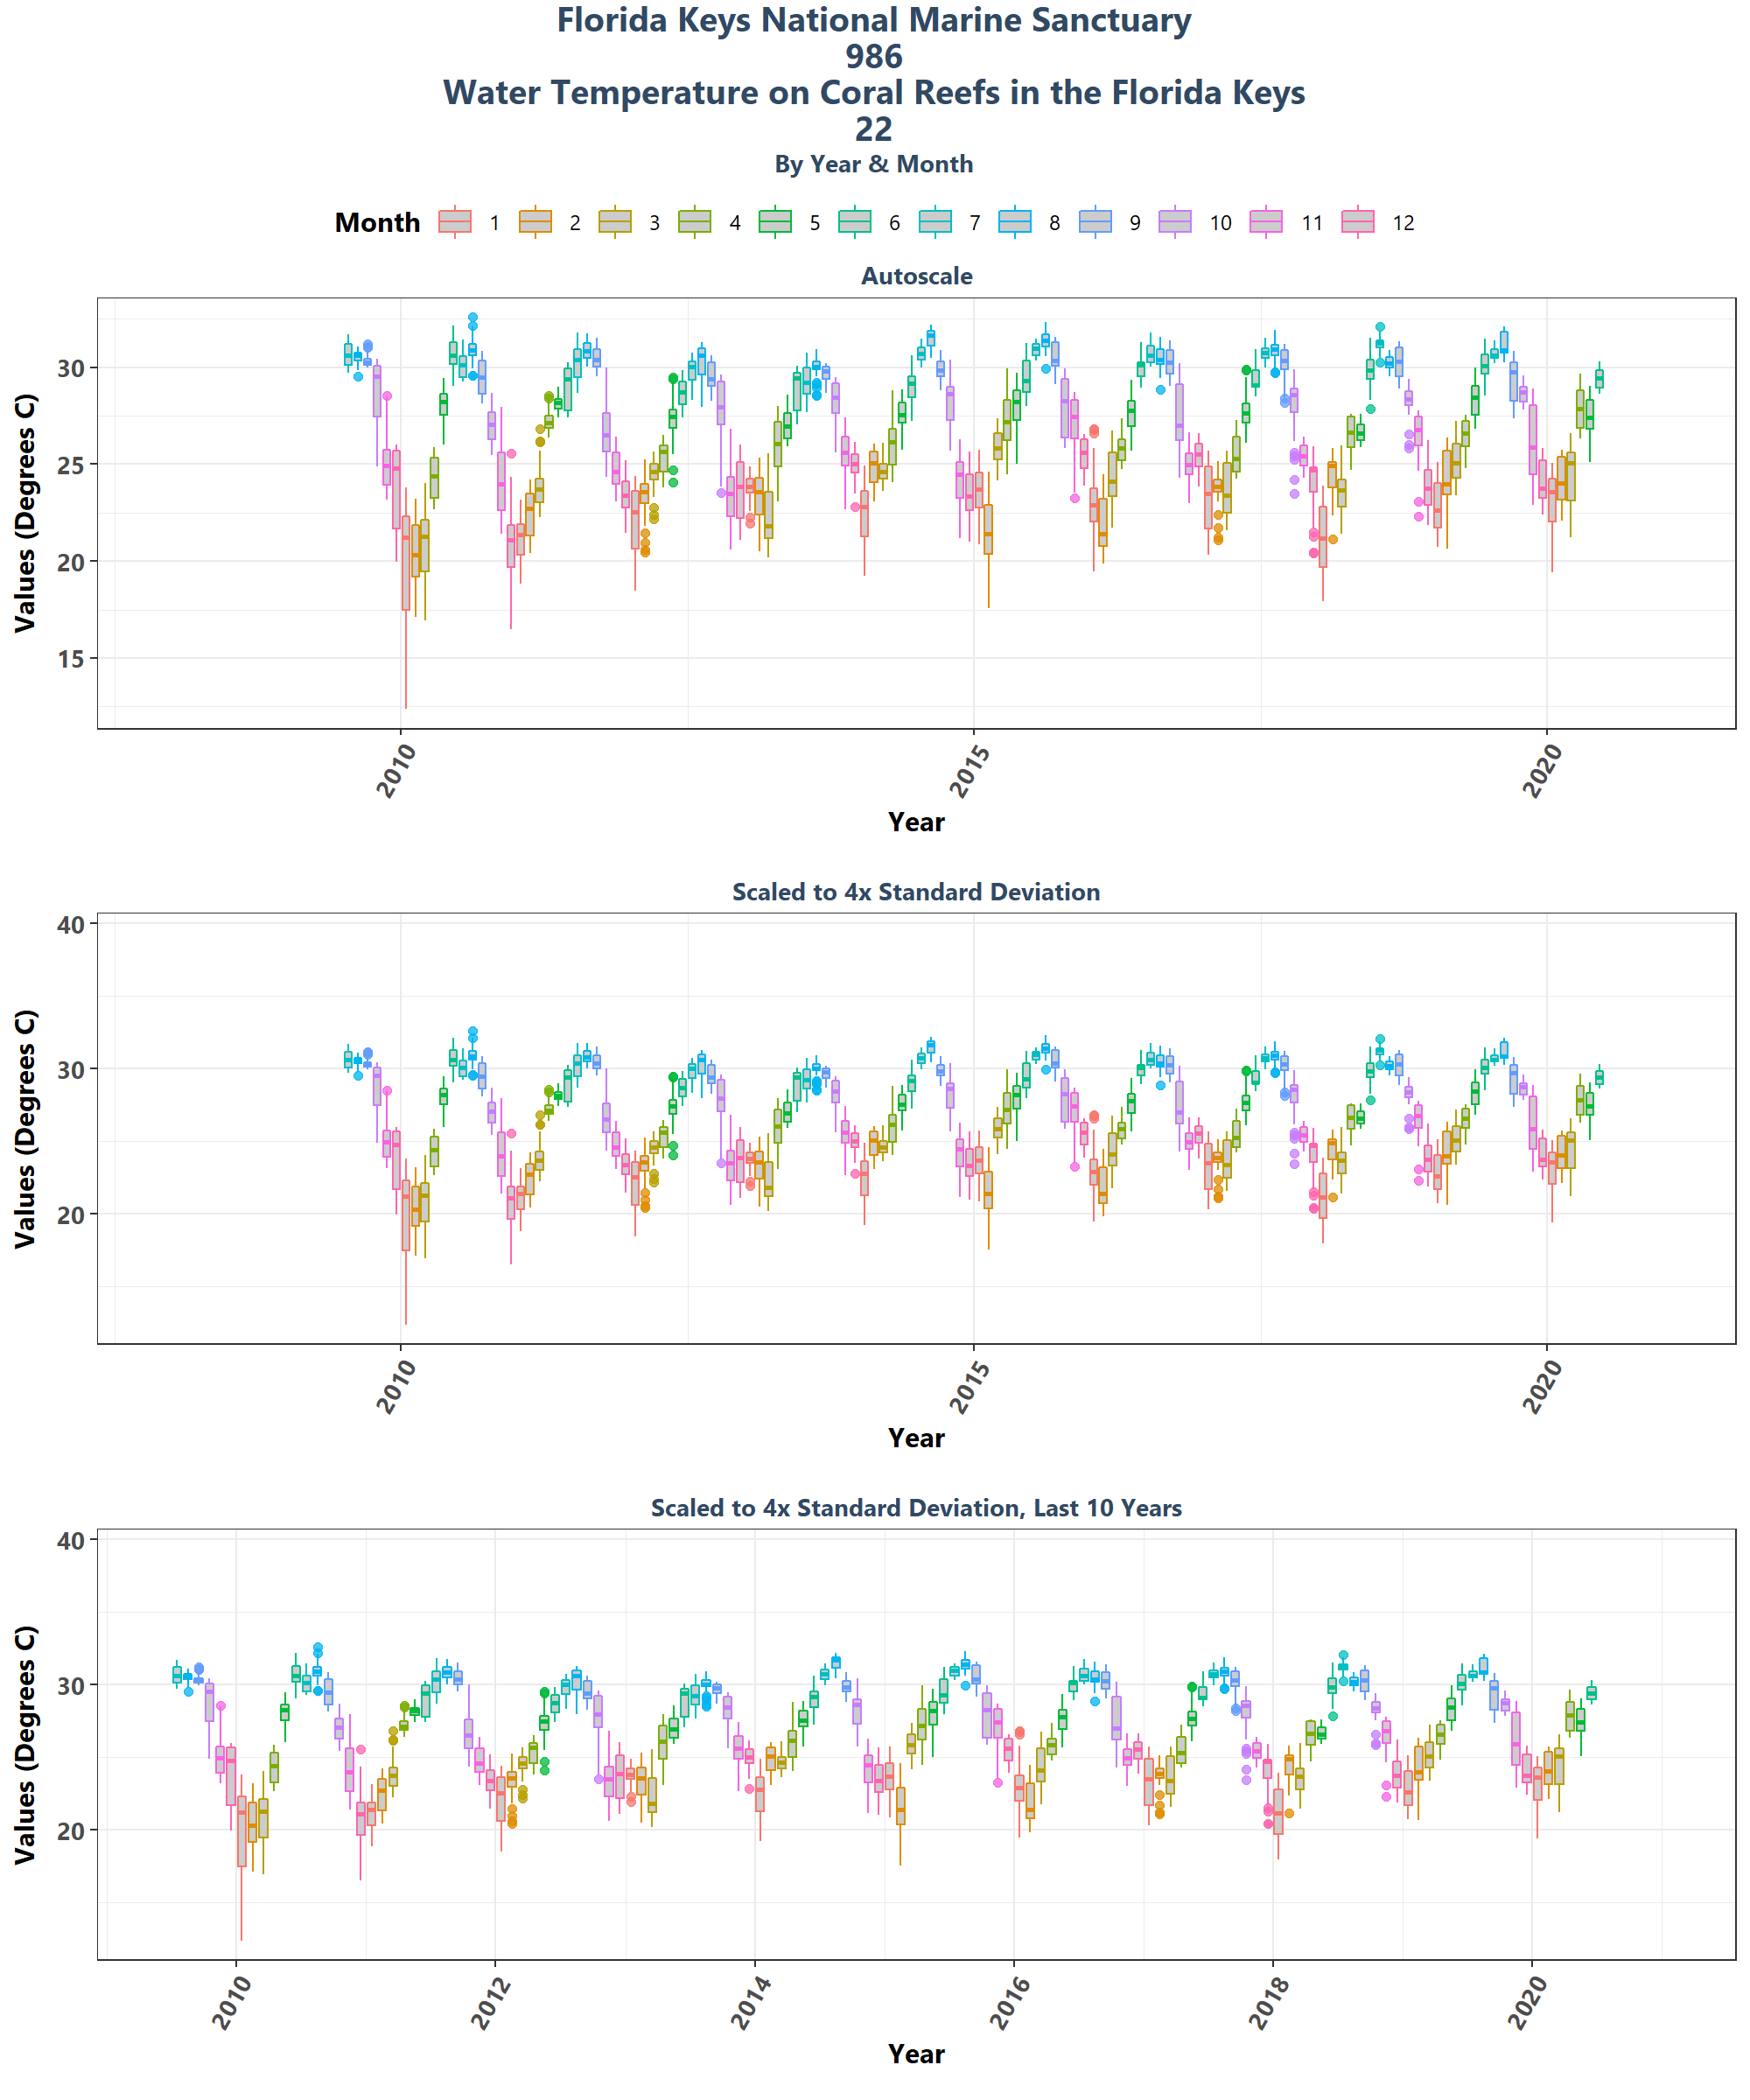 Florida Keys National Marine Sanctuary
986
Water Temperature on Coral Reefs in the Florida Keys
22
By Year & Month
Month 1 2 3 4 5 6 7 8 9 10 11 12
Autoscale
Values (Degrees C)
30
25
20
15
2010 2015 2020
Year
Scaled to 4x Standard Deviation
Values (Degrees C)
40
30
20
2010 2015 2020
Year
Scaled to 4x Standard Deviation, Last 10 Years
Values (Degrees C)
40
30
20
2010 2012 2014 2016 2018 2020
Year